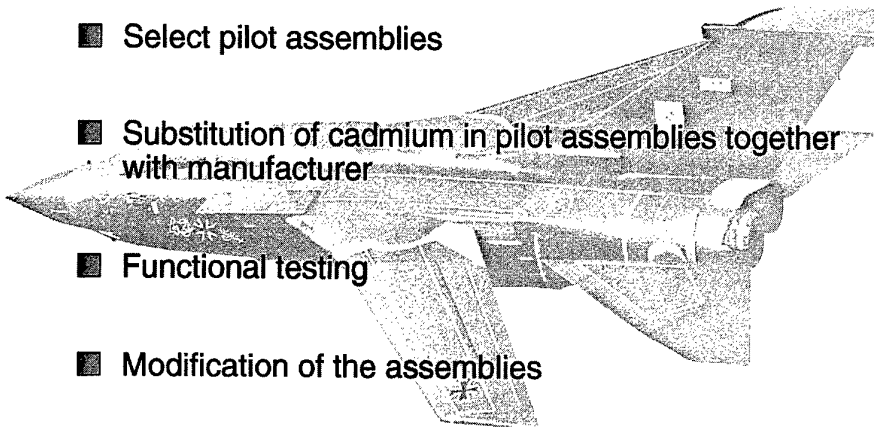 Select pilot assemblies
Substitution of cadmium in pilot assemblies together
with manufacturer
Functional testing
Modification of the assemblies